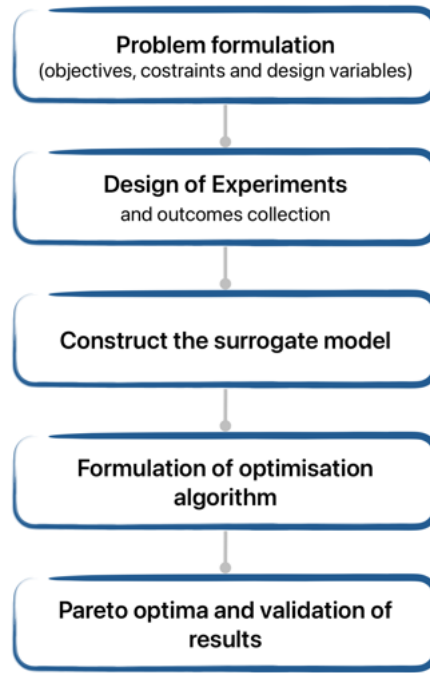 Problem formulation
(objectives, costraints and design variables)
Design of Experiments
and outcomes collection
Construct the surrogate model
Formulation of optimisation
algorithm
Pareto optima and validation of
results